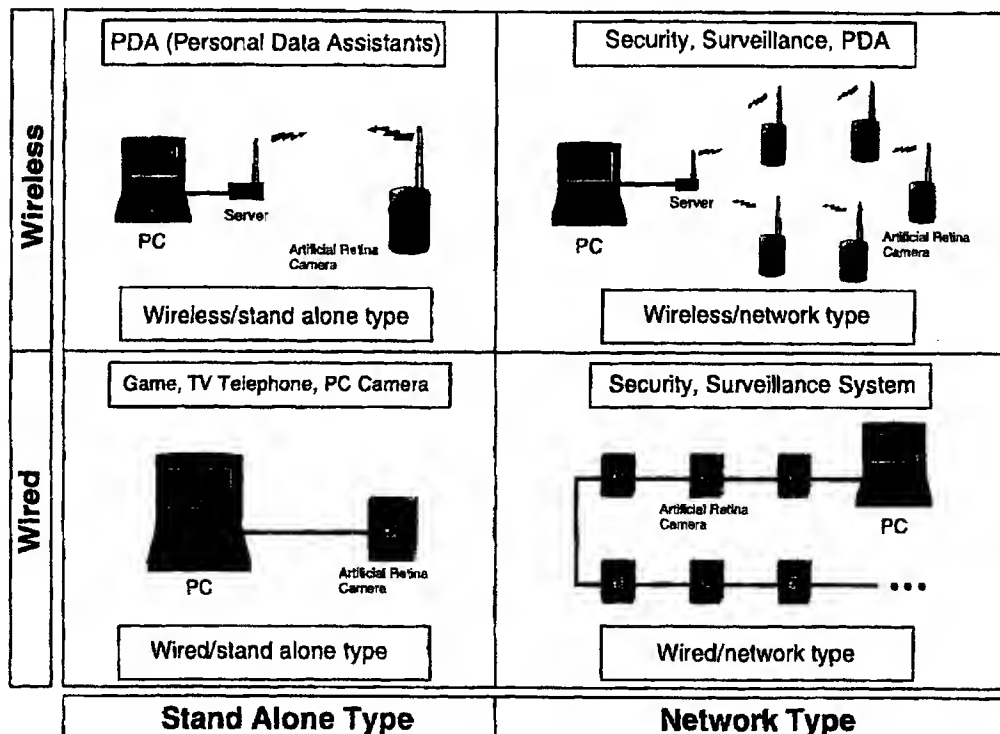 Wireless
PDA (Personal Data Assistants)
Server
PC
Artificial Retina
Camera
Wireless/stand alone type
Security, Surveillance, PDA
Server
PC
Artificial Retina
Camera
Wireless/network type
Wired
Game, TV Telephone, PC Camera
PC
Artificial Retina
Camera
Wired/stand alone type
Security, Surveillance System
Artificial Retina
Camera
PC
Wired/network type
Stand Alone Type
Network Type